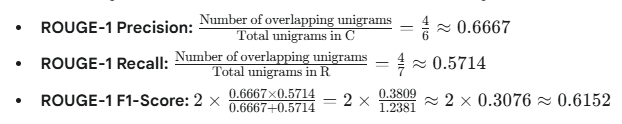 • ROUGE-1 Precision: Number of overlapping unigrams / Total unigrams in C = 4/6 ≈ 0.6667
• ROUGE-1 Recall: Number of overlapping unigrams / Total unigrams in R = 4/7 ≈ 0.5714
• ROUGE-1 F1-Score: 2 × 0.6667×0.5714 / 0.6667+0.5714 = 2 × 0.3809/1.2381 ≈ 2 × 0.3076 ≈ 0.6152